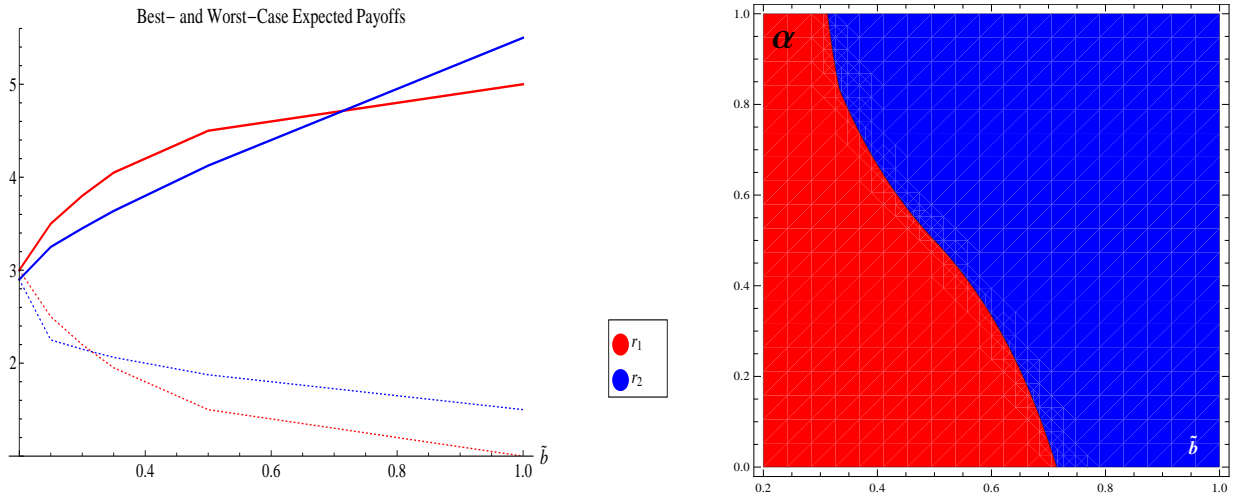 Best- and Worst-Case Expected Payoffs
5
4
3
2
0.4 0.6 0.8 1.0 b̃
r₁
r₂
1.0
α
0.8
0.6
0.4
0.2
b̃
0.0
0.2 0.4 0.6 0.8 1.0